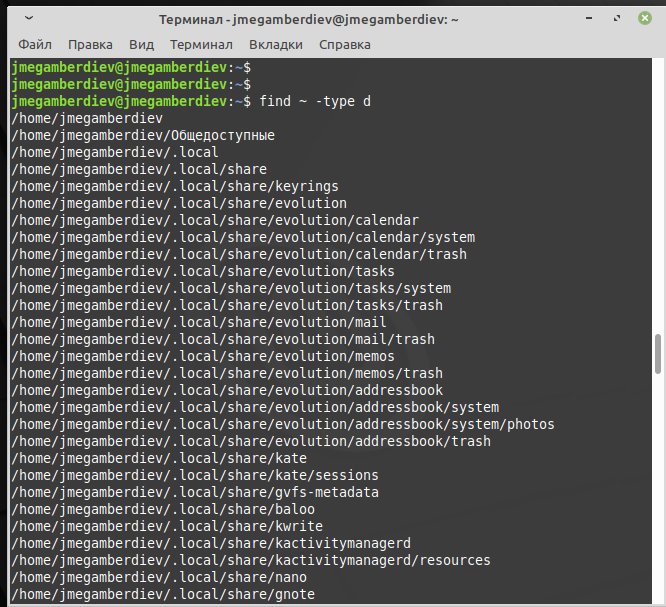 Терминал - jmegamberdiev@jmegamberdiev: ~
Файл Правка Вид Терминал Вкладки Справка
jmegamberdiev@jmegamberdiev:~$
jmegamberdiev@jmegamberdiev:~$
jmegamberdiev@jmegamberdiev:~$ find ~ -type d
/home/jmegamberdiev
/home/jmegamberdiev/Общедоступные
/home/jmegamberdiev/.local
/home/jmegamberdiev/.local/share
/home/jmegamberdiev/.local/share/keyrings
/home/jmegamberdiev/.local/share/evolution
/home/jmegamberdiev/.local/share/evolution/calendar
/home/jmegamberdiev/.local/share/evolution/calendar/system
/home/jmegamberdiev/.local/share/evolution/calendar/trash
/home/jmegamberdiev/.local/share/evolution/tasks
/home/jmegamberdiev/.local/share/evolution/tasks/system
/home/jmegamberdiev/.local/share/evolution/tasks/trash
/home/jmegamberdiev/.local/share/evolution/mail
/home/jmegamberdiev/.local/share/evolution/mail/trash
/home/jmegamberdiev/.local/share/evolution/memos
/home/jmegamberdiev/.local/share/evolution/memos/trash
/home/jmegamberdiev/.local/share/evolution/addressbook
/home/jmegamberdiev/.local/share/evolution/addressbook/system
/home/jmegamberdiev/.local/share/evolution/addressbook/system/photos
/home/jmegamberdiev/.local/share/evolution/addressbook/trash
/home/jmegamberdiev/.local/share/kate
/home/jmegamberdiev/.local/share/kate/sessions
/home/jmegamberdiev/.local/share/gvfs-metadata
/home/jmegamberdiev/.local/share/baloo
/home/jmegamberdiev/.local/share/kwrite
/home/jmegamberdiev/.local/share/kactivitymanagerd
/home/jmegamberdiev/.local/share/kactivitymanagerd/resources
/home/jmegamberdiev/.local/share/nano
/home/jmegamberdiev/.local/share/gnote